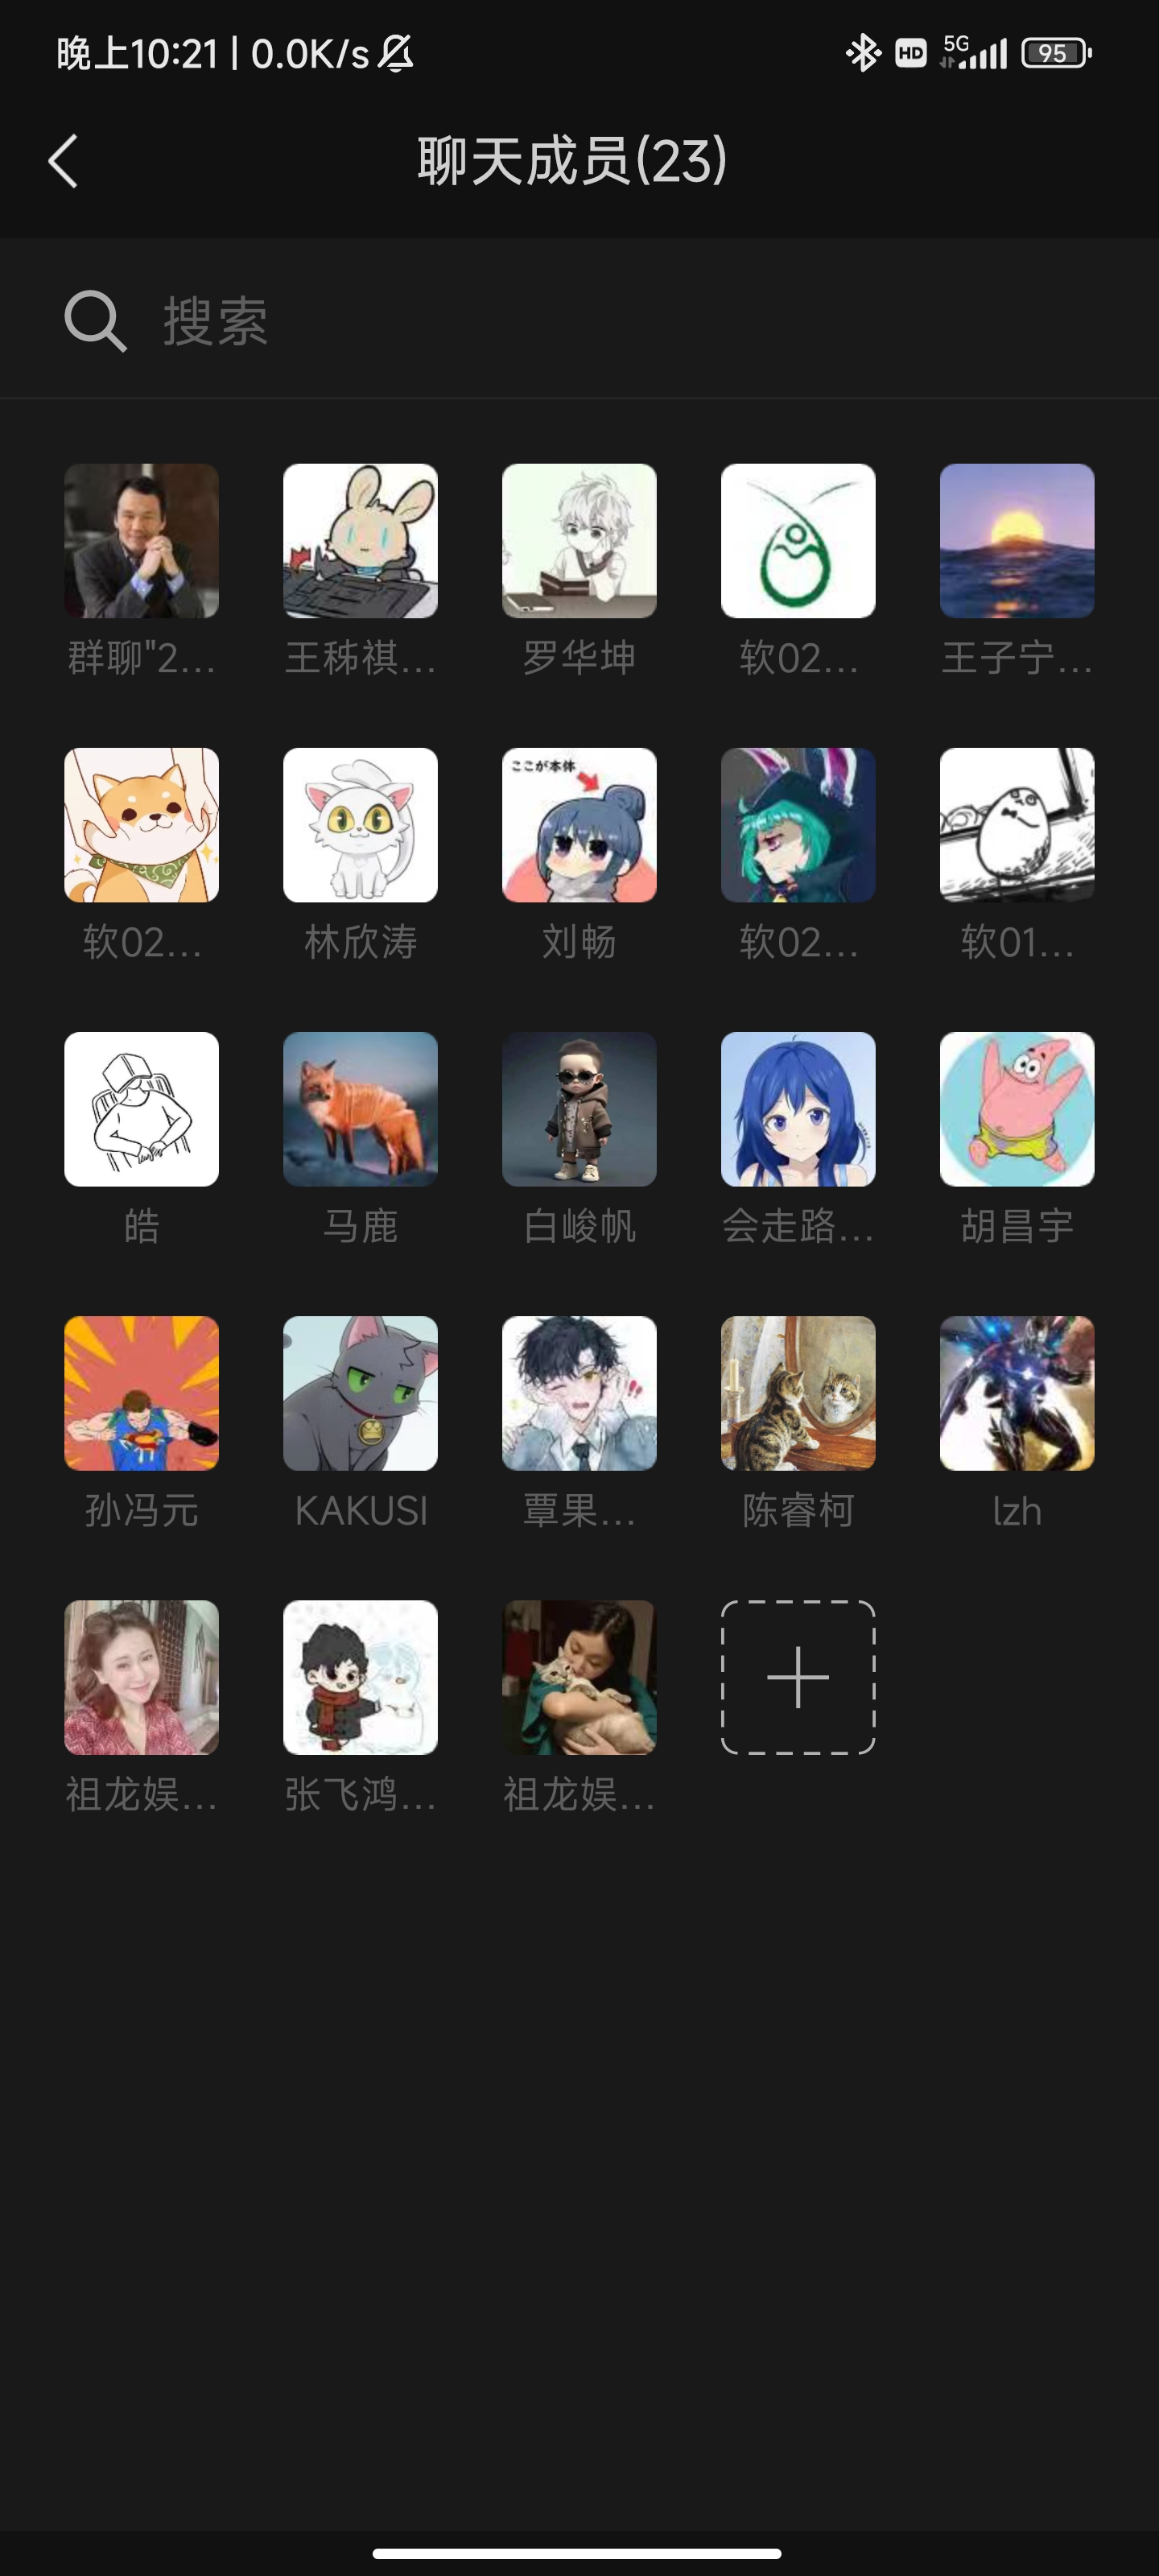 晚上10:21 | 0.0K/s
HD 5G 95
聊天成员(23)
搜索
群聊"2... 王秭祺... 罗华坤 软02... 王子宁...
ここが本体
软02... 林欣涛 刘畅 软02... 软01...
皓 马鹿 白峻帆 会走路... 胡昌宇
孙冯元 KAKUSI 覃果... 陈睿柯 lzh
祖龙娱... 张飞鸿... 祖龙娱...